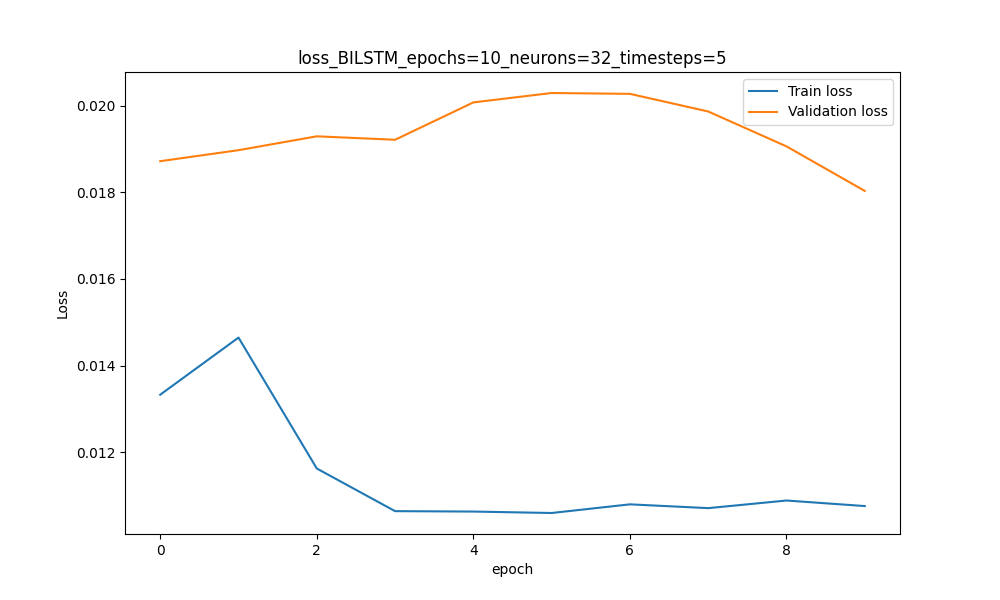 loss_BILSTM_epochs=10_neurons=32_timesteps=5
Train loss
Validation loss
0.020
0.018
0.016
0.014
0.012
Loss
0 2 4 6 8
epoch